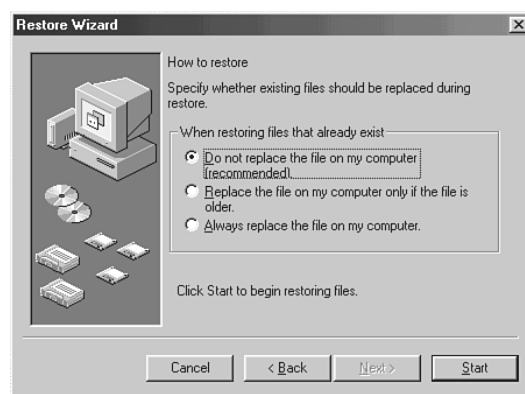 Restore Wizard
How to restore
Specify whether existing files should be replaced during
restore.
When restoring files that already exist
Do not replace the file on my computer
(recommended).
Replace the file on my computer only if the file is
older.
Always replace the file on my computer.
Click Start to begin restoring files.
Cancel
< Back
Next >
Start